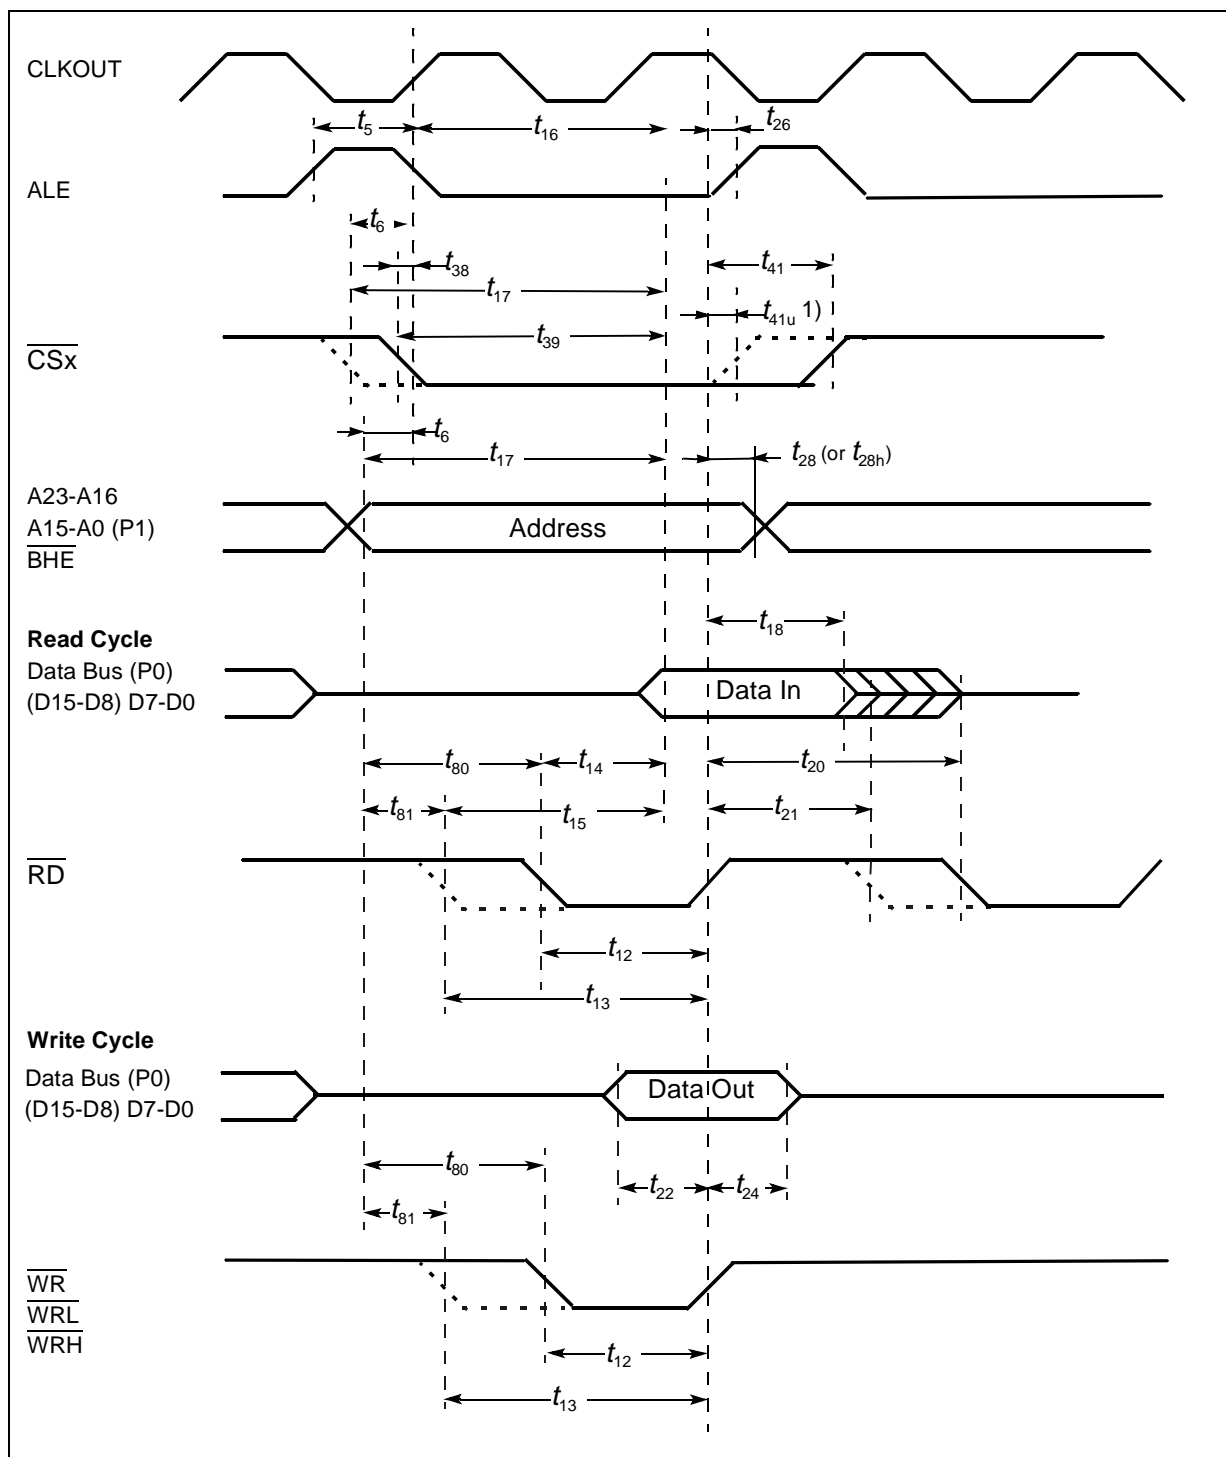 CLKOUT
t5
t16
t26
ALE
t6
t38
t41
t17
t41u 1)
t39
CSx
t6
t17
t28 (or t28h)
A23-A16
A15-A0 (P1)
BHE
Address
t18
Read Cycle
Data Bus (P0)
(D15-D8) D7-D0
Data In
t80
t14
t20
t81
t15
t21
RD
t12
t13
Write Cycle
Data Bus (P0)
(D15-D8) D7-D0
Data Out
t80
t22
t24
t81
WR
WRL
WRH
t12
t13